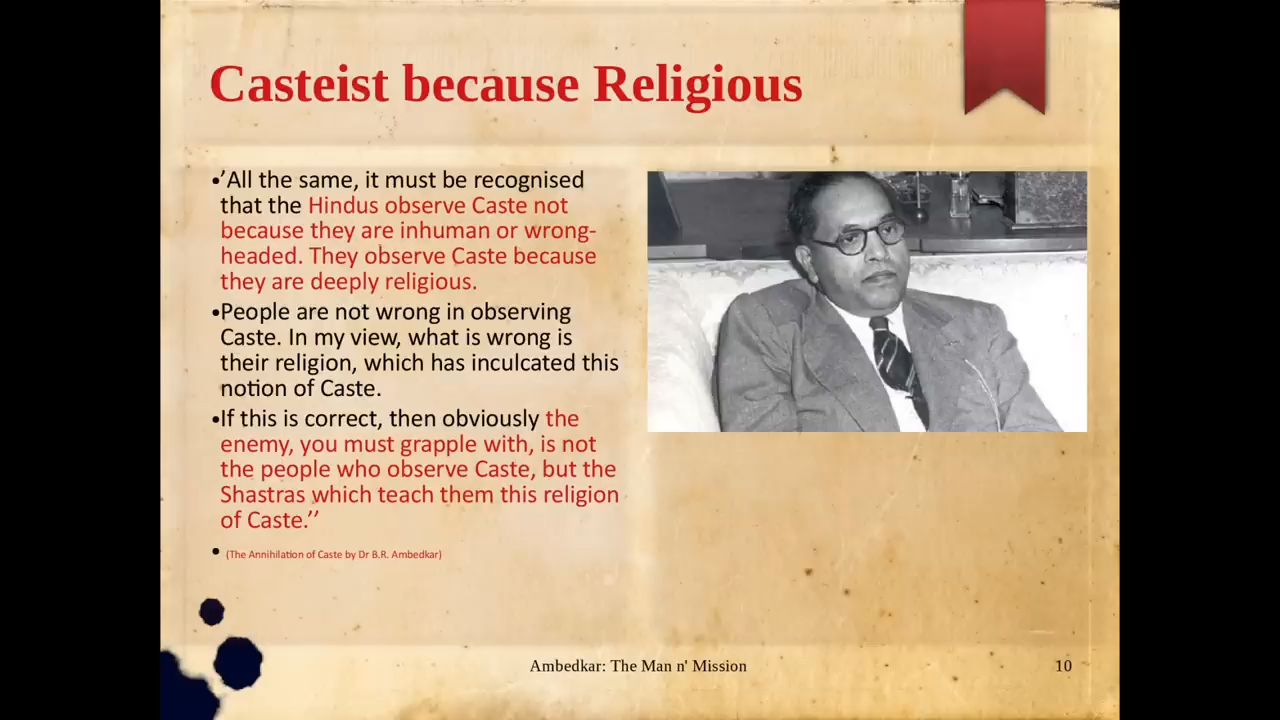 Casteist because Religious
•’All the same, it must be recognised
that the Hindus observe Caste not
because they are inhuman or wrong-
headed. They observe Caste because
they are deeply religious.
•People are not wrong in observing
Caste. In my view, what is wrong is
their religion, which has inculcated this
notion of Caste.
•If this is correct, then obviously the
enemy, you must grapple with, is not
the people who observe Caste, but the
Shastras which teach them this religion
of Caste.’’
• (The Annihilation of Caste by Dr B.R. Ambedkar)
Ambedkar: The Man n' Mission
10